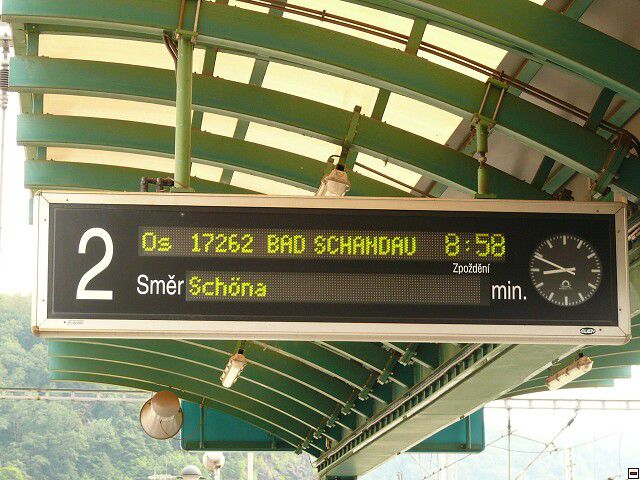 2
Os 17262 BAD SCHANDAU 8:58
Zpoždění
Směr Schöna min.